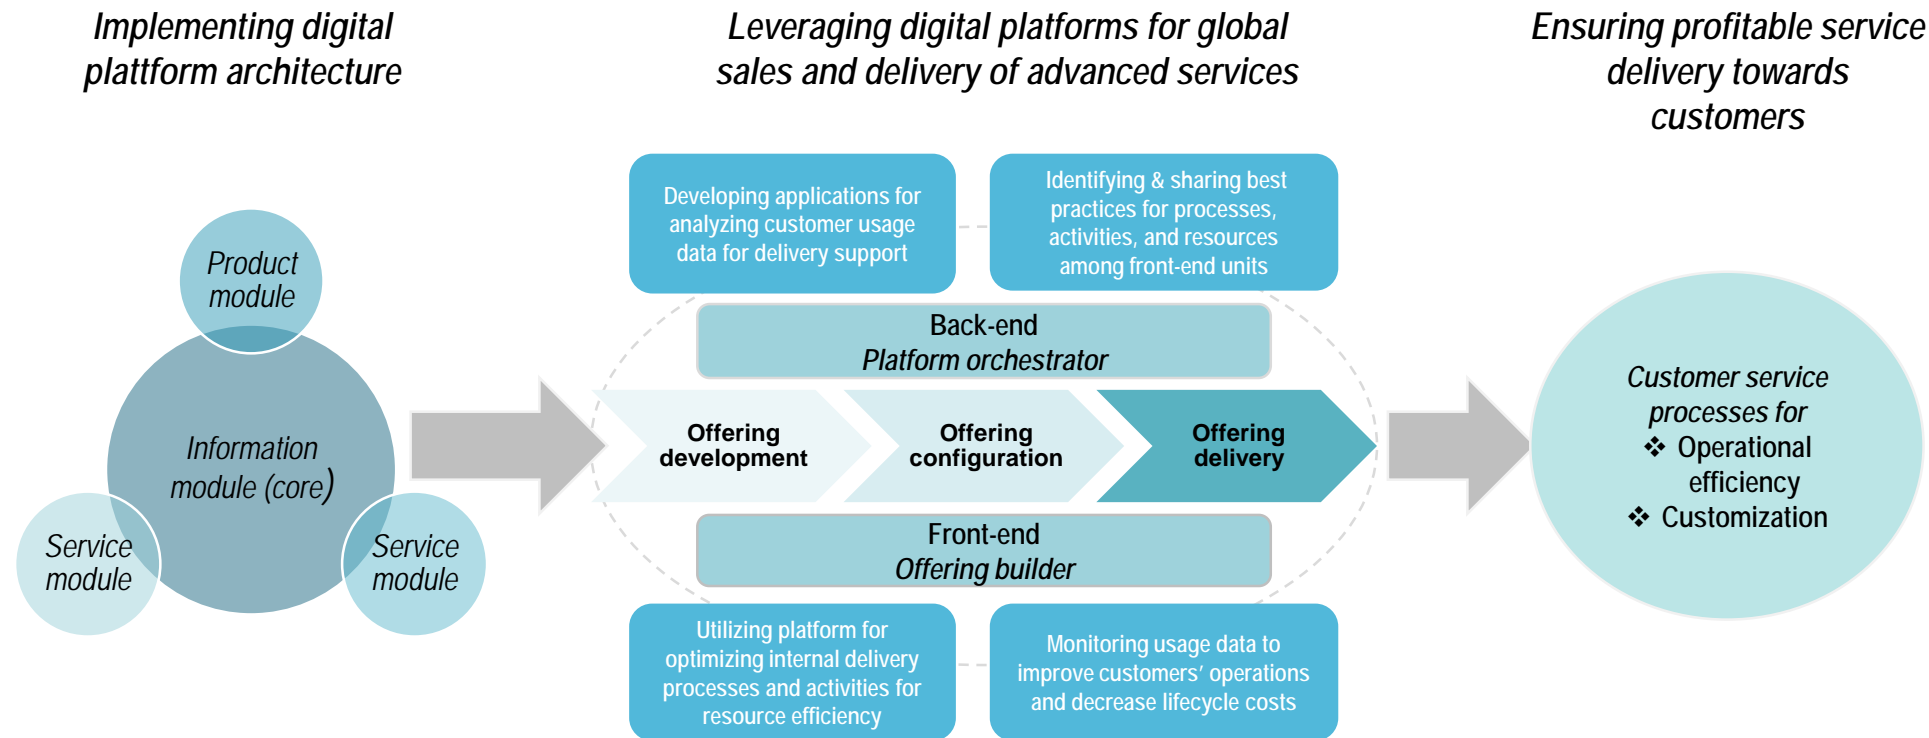 Implementing digital
plattform architecture
Leveraging digital platforms for global
sales and delivery of advanced services
Ensuring profitable service
delivery towards
customers
Product
module
Information
module (core)
Service
module
Service
module
Developing applications for
analyzing customer usage
data for delivery support
Identifying & sharing best
practices for processes,
activities, and resources
among front-end units
Back-end
Platform orchestrator
Offering
development
Offering
configuration
Offering
delivery
Front-end
Offering builder
Utilizing platform for
optimizing internal delivery
processes and activities for
resource efficiency
Monitoring usage data to
improve customers’ operations
and decrease lifecycle costs
Customer service
processes for
❖ Operational
efficiency
❖ Customization